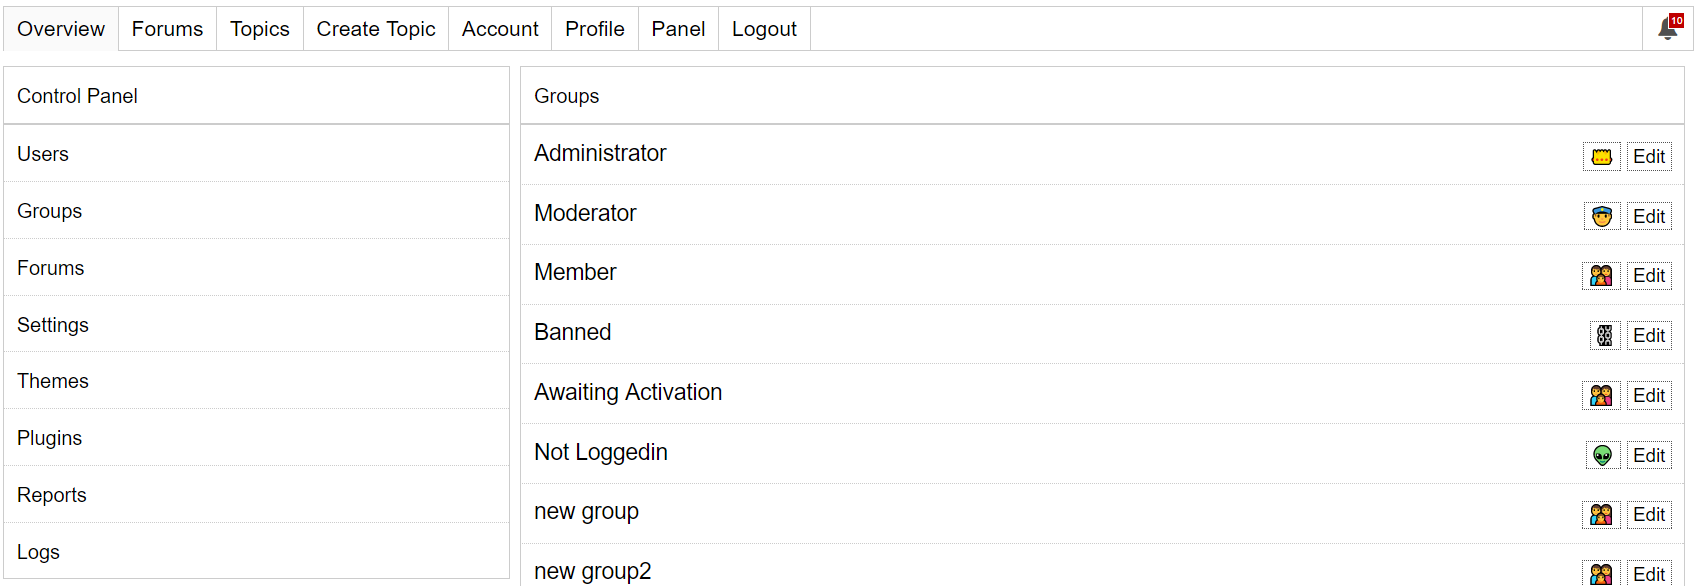 Overview Forums Topics Create Topic Account Profile Panel Logout 10
Control Panel
Users
Groups
Forums
Settings
Themes
Plugins
Reports
Logs
Groups
Administrator Edit
Moderator Edit
Member Edit
Banned Edit
Awaiting Activation Edit
Not Loggedin Edit
new group Edit
new group2 Edit